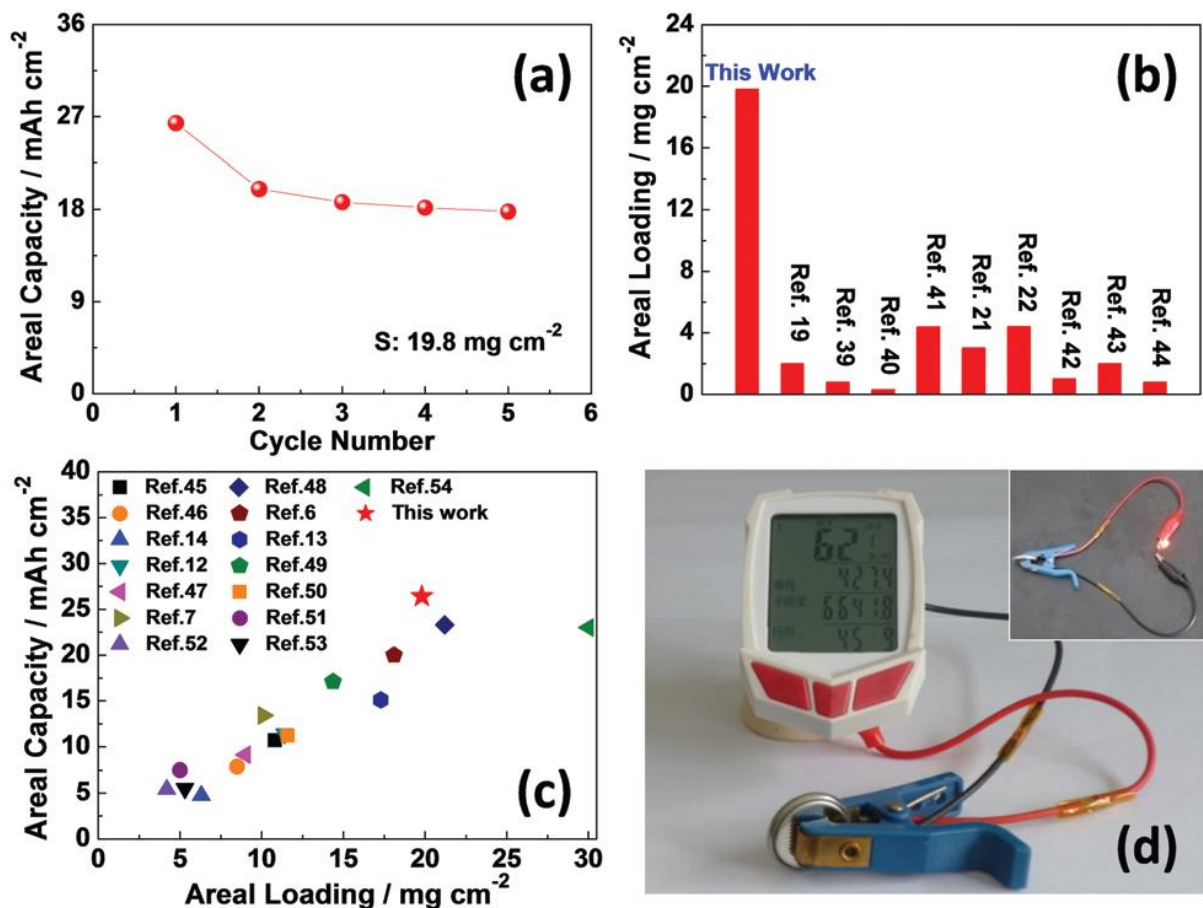 (a)
Areal Capacity / mAh cm⁻²
36
27
18
9
0
0 1 2 3 4 5 6
Cycle Number
S: 19.8 mg cm⁻²
(b)
Areal Loading / mg cm⁻²
24
20
16
12
8
4
0
This Work
Ref. 19
Ref. 39
Ref. 40
Ref. 41
Ref. 21
Ref. 22
Ref. 42
Ref. 43
Ref. 44
(c)
Areal Capacity / mAh cm⁻²
40
35
30
25
20
15
10
5
0
Ref.45 Ref.48 Ref.54
Ref.46 Ref.6 This work
Ref.14 Ref.13
Ref.12 Ref.49
Ref.47 Ref.50
Ref.7 Ref.51
Ref.52 Ref.53
0 5 10 15 20 25 30
Areal Loading / mg cm⁻²
62
427.4
6641.8
45 9
(d)